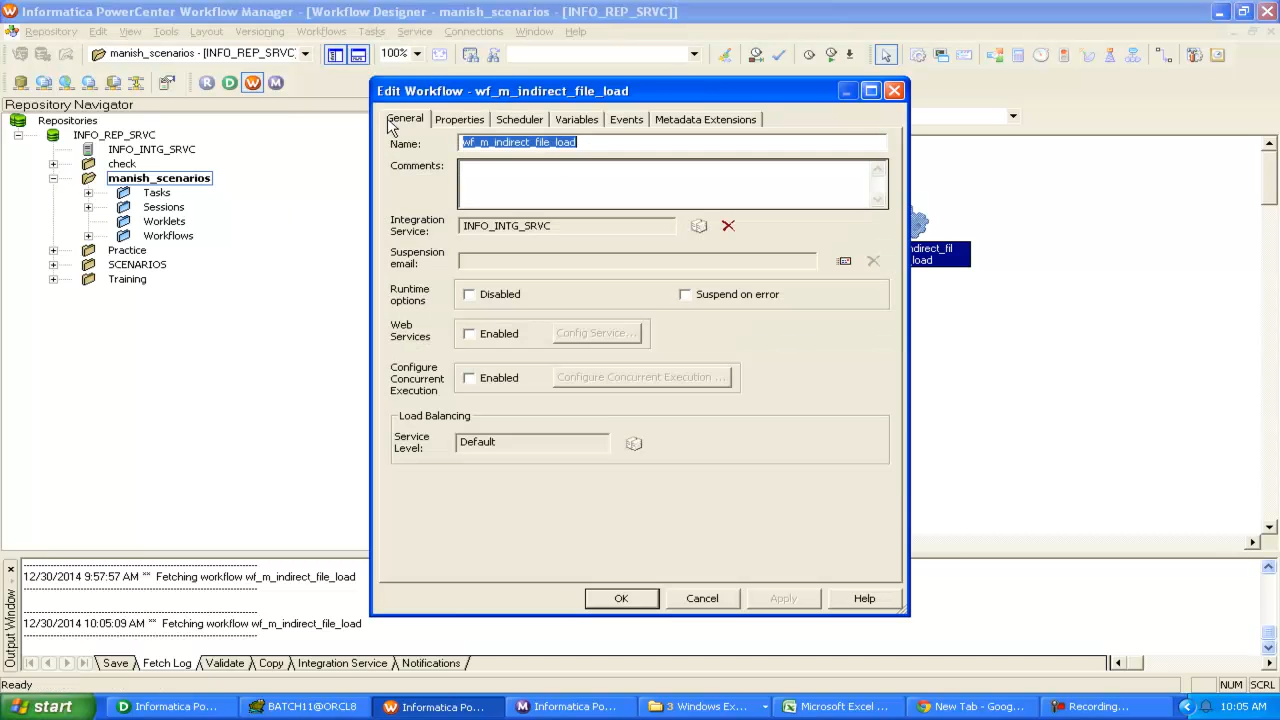 Informatica PowerCenter Workflow Manager - [Workflow Designer - manish_scenarios - [INFO_REP_SRVC]]
Repository Edit View Tools Layout Versioning Workflows Tasks Service Connections Window Help
manish_scenarios - [INFO_REP_SRVC] 100%
R D W M
Repository Navigator
Repositories
INFO_REP_SRVC
INFO_INTG_SRVC
check
manish_scenarios
Tasks
Sessions
Worklets
Workflows
Practice
SCENARIOS
Training
Edit Workflow - wf_m_indirect_file_load
General Properties Scheduler Variables Events Metadata Extensions
Name: wf_m_indirect_file_load
Comments:
Integration Service: INFO_INTG_SRVC
Suspension email:
Runtime options Disabled Suspend on error
Web Services Enabled Config Service...
Configure Concurrent Execution Enabled Configure Concurrent Execution ...
Load Balancing
Service Level: Default
OK Cancel Apply Help
ndirect_fil
load
Output Window
12/30/2014 9:57:57 AM ** Fetching workflow wf_m_indirect_file_load
12/30/2014 10:05:09 AM ** Fetching workflow wf_m_indirect_file_load
Save Fetch Log Validate Copy Integration Service Notifications
Ready NUM SCRL
start Informatica Po... BATCH11@ORCL8 Informatica Po... Informatica Po... 3 Windows Ex... Microsoft Excel ... New Tab - Goog... Recording... 10:05 AM